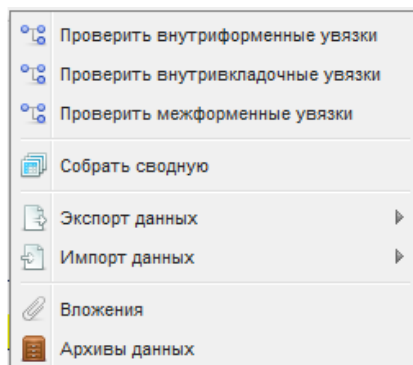 Проверить внутриформенные увязки
Проверить внутривкладочные увязки
Проверить межформенные увязки
Собрать сводную
Экспорт данных
Импорт данных
Вложения
Архивы данных